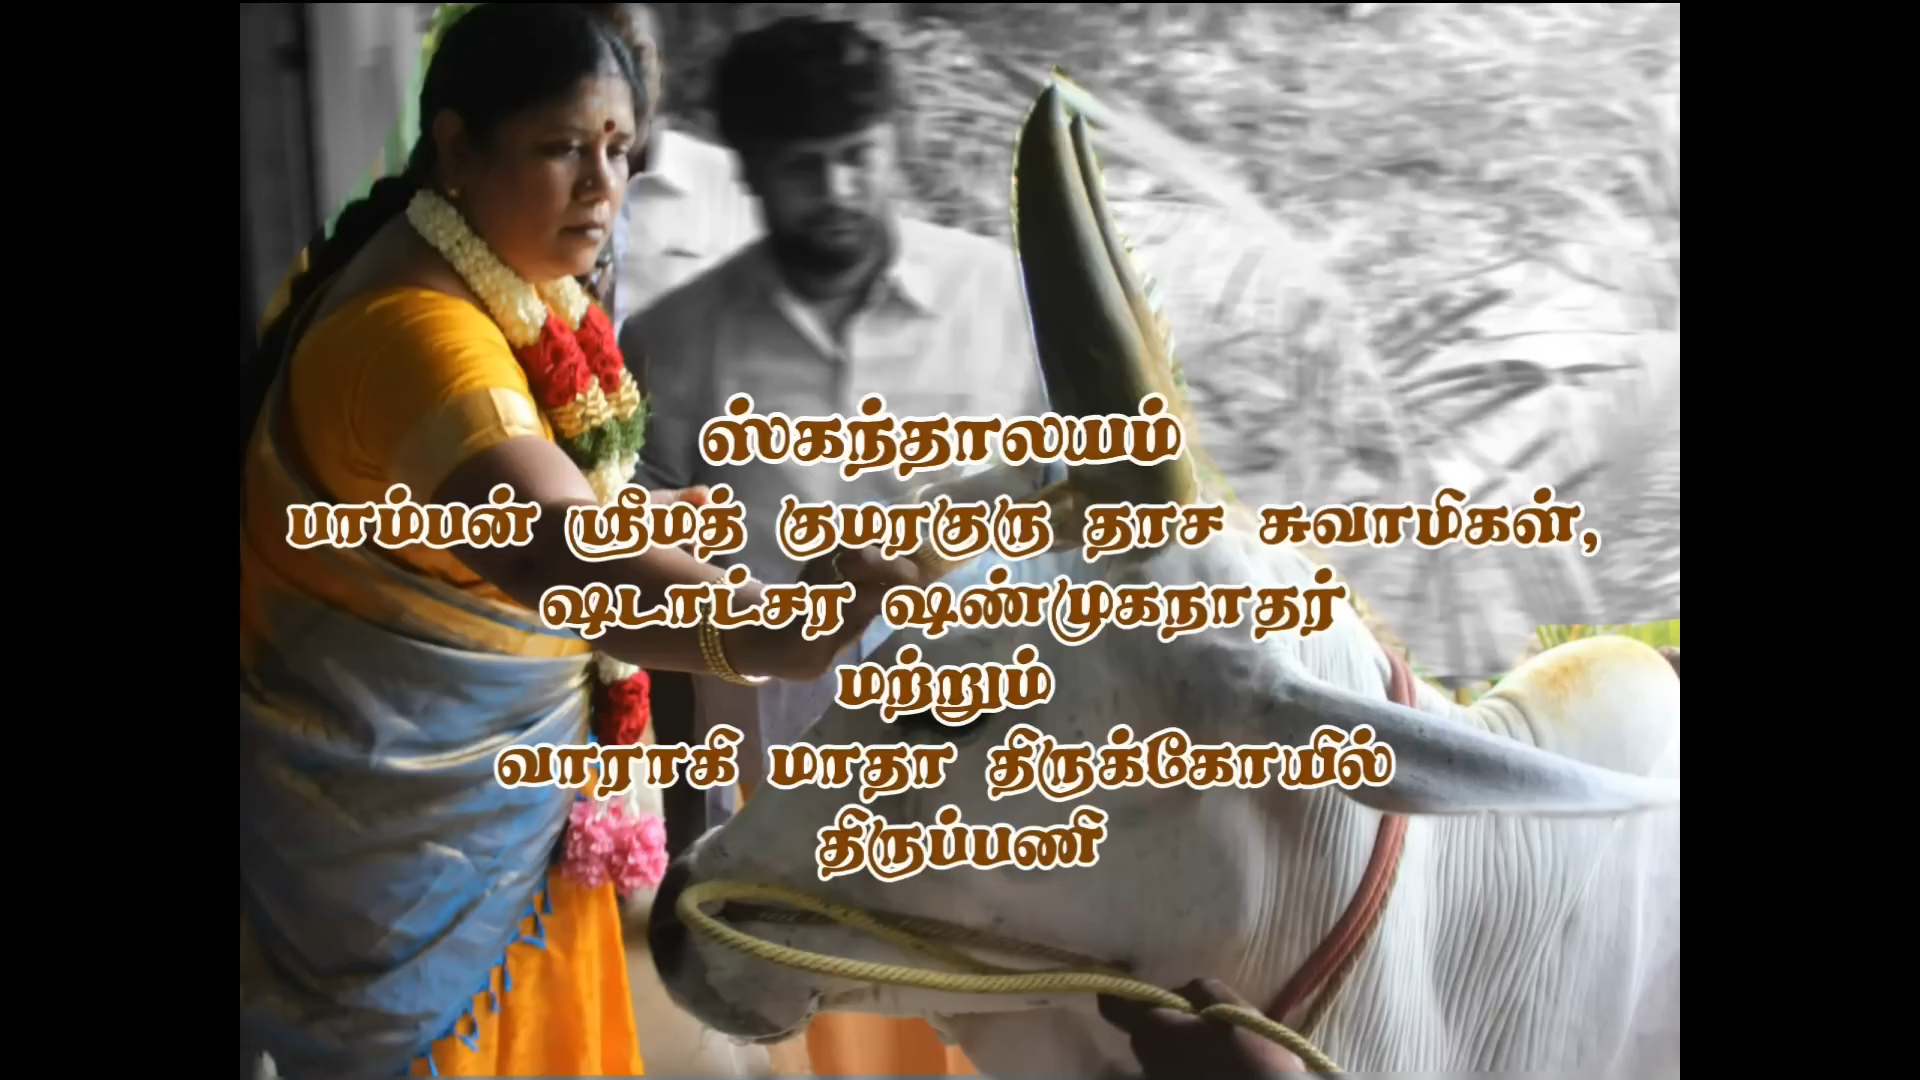 ஸ்கந்தாலயம்
பாம்பன் ஸ்ரீமத் குமரகுரு தாச சுவாமிகள்,
ஷடாட்சர ஷண்முகநாதர்
மற்றும்
வாராகி மாதா திருக்கோயில்
திருப்பணி